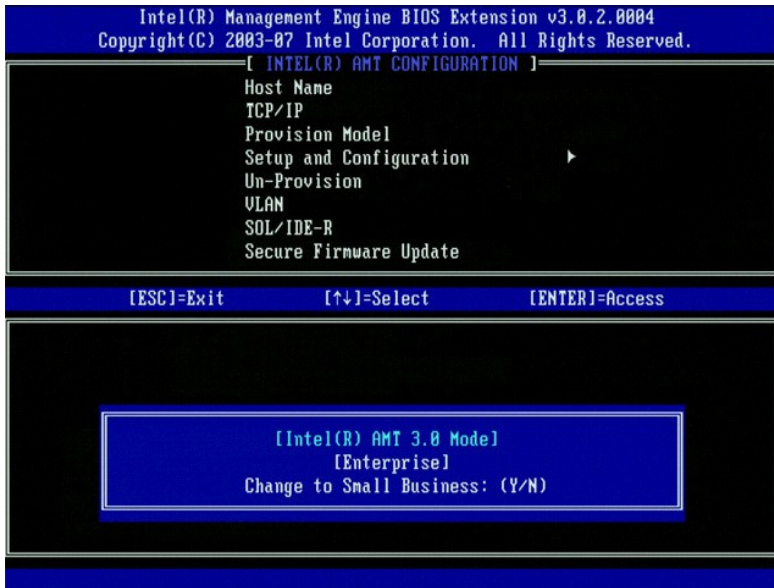 Intel(R) Management Engine BIOS Extension v3.0.2.0004
Copyright(C) 2003-07 Intel Corporation. All Rights Reserved.
[ INTEL(R) AMT CONFIGURATION ]
Host Name
TCP/IP
Provision Model
Setup and Configuration
Un-Provision
VLAN
SOL/IDE-R
Secure Firmware Update
[ESC]=Exit [↑↓]=Select [ENTER]=Access
[Intel(R) AMT 3.0 Mode]
[Enterprise]
Change to Small Business: (Y/N)